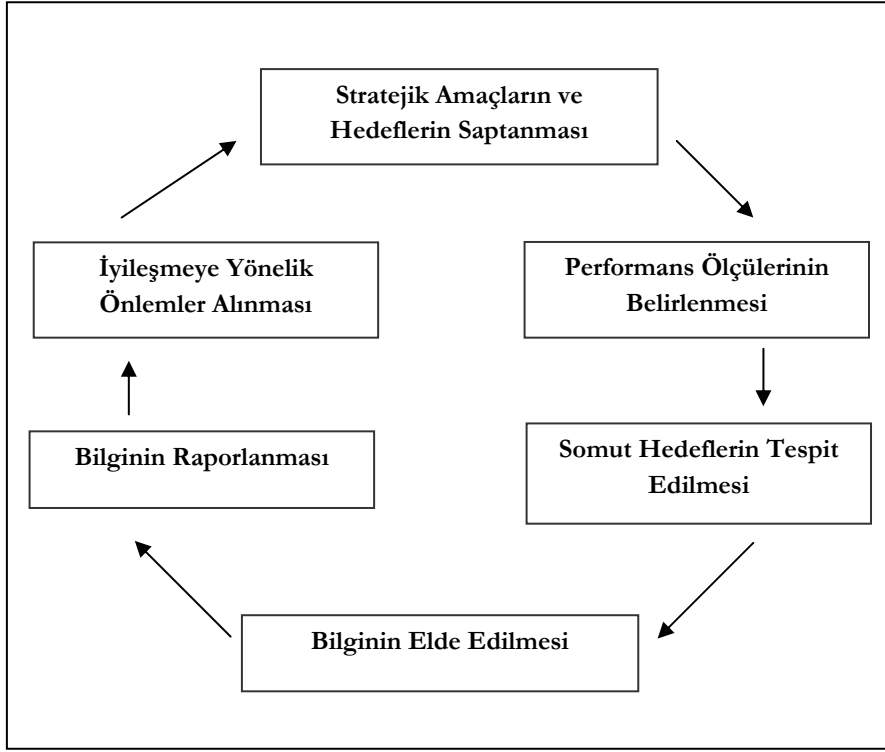 Stratejik Amaçların ve
Hedeflerin Saptanması
Performans Ölçülerinin
Belirlenmesi
Somut Hedeflerin Tespit
Edilmesi
Bilginin Elde Edilmesi
Bilginin Raporlanması
İyileşmeye Yönelik
Önlemler Alınması